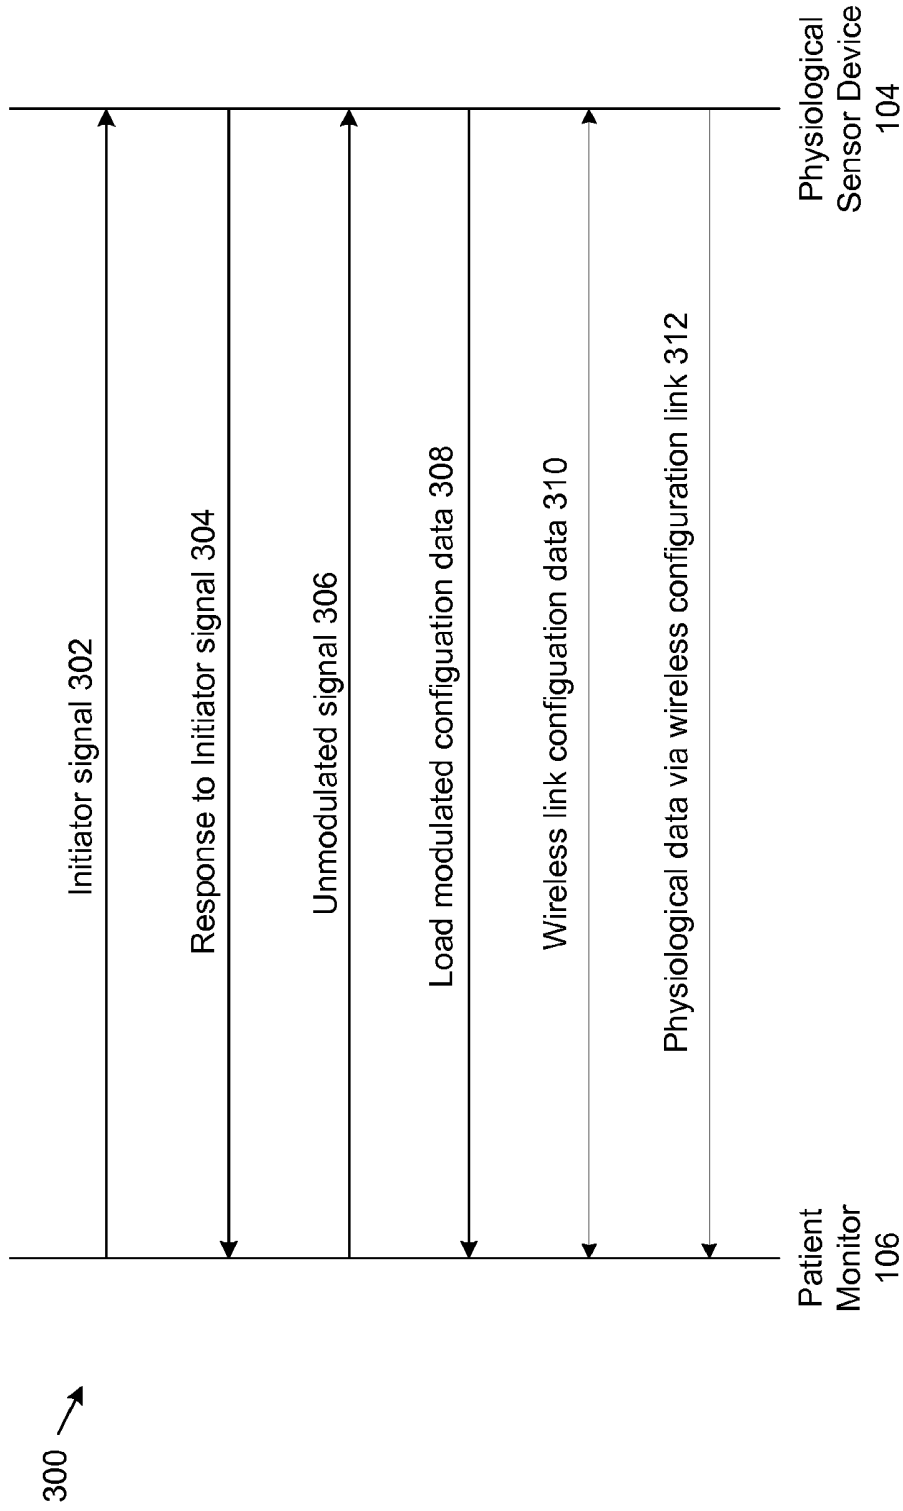 300
Initiator signal 302
Response to Initiator signal 304
Unmodulated signal 306
Load modulated configuation data 308
Wireless link configuation data 310
Physiological data via wireless configuration link 312
Patient
Monitor
106
Physiological
Sensor Device
104